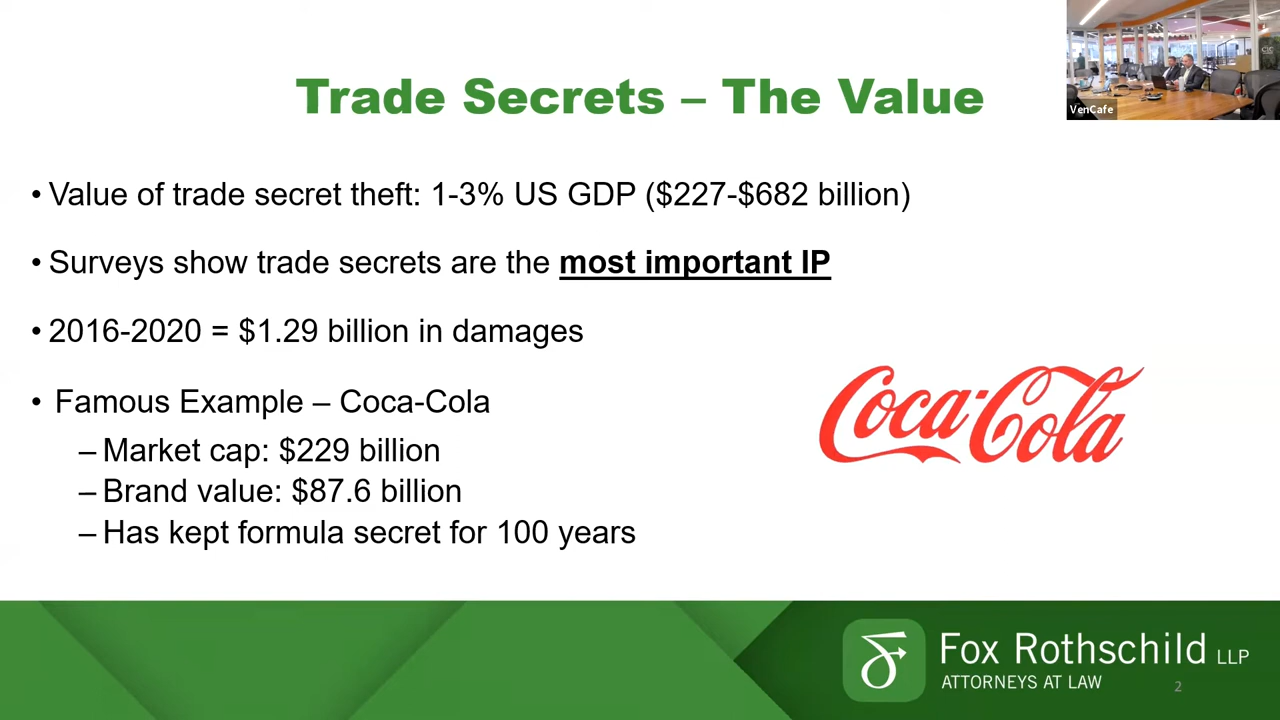 Trade Secrets – The Value
VenCafe
CIC
• Value of trade secret theft: 1-3% US GDP ($227-$682 billion)
• Surveys show trade secrets are the most important IP
• 2016-2020 = $1.29 billion in damages
• Famous Example – Coca-Cola
– Market cap: $229 billion
– Brand value: $87.6 billion
– Has kept formula secret for 100 years
Coca-Cola
Fox Rothschild LLP
ATTORNEYS AT LAW
2